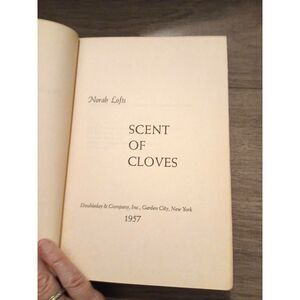 Norah Lofts
SCENT
OF
CLOVES
Doubleday & Company, Inc., Garden City, New York
1957